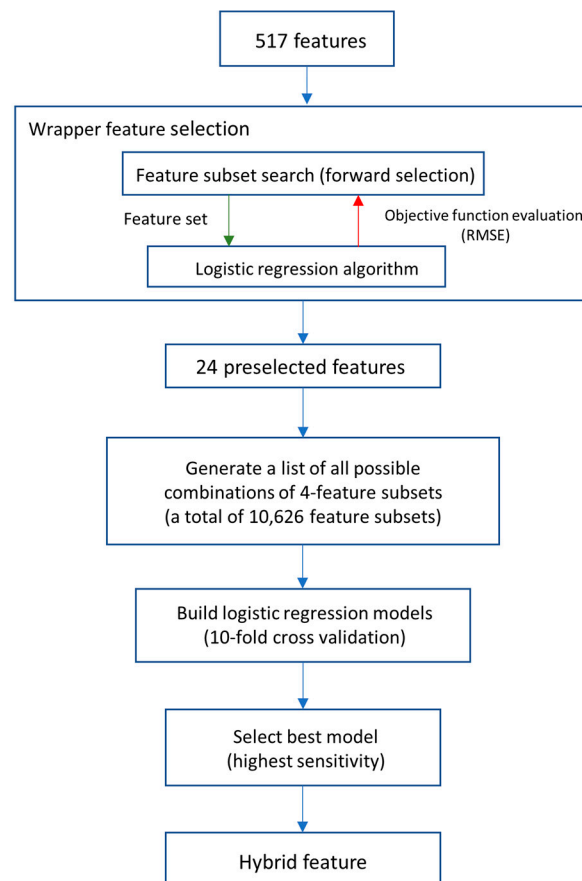 517 features
Wrapper feature selection
Feature subset search (forward selection)
Feature set
Objective function evaluation
(RMSE)
Logistic regression algorithm
24 preselected features
Generate a list of all possible
combinations of 4-feature subsets
(a total of 10,626 feature subsets)
Build logistic regression models
(10-fold cross validation)
Select best model
(highest sensitivity)
Hybrid feature